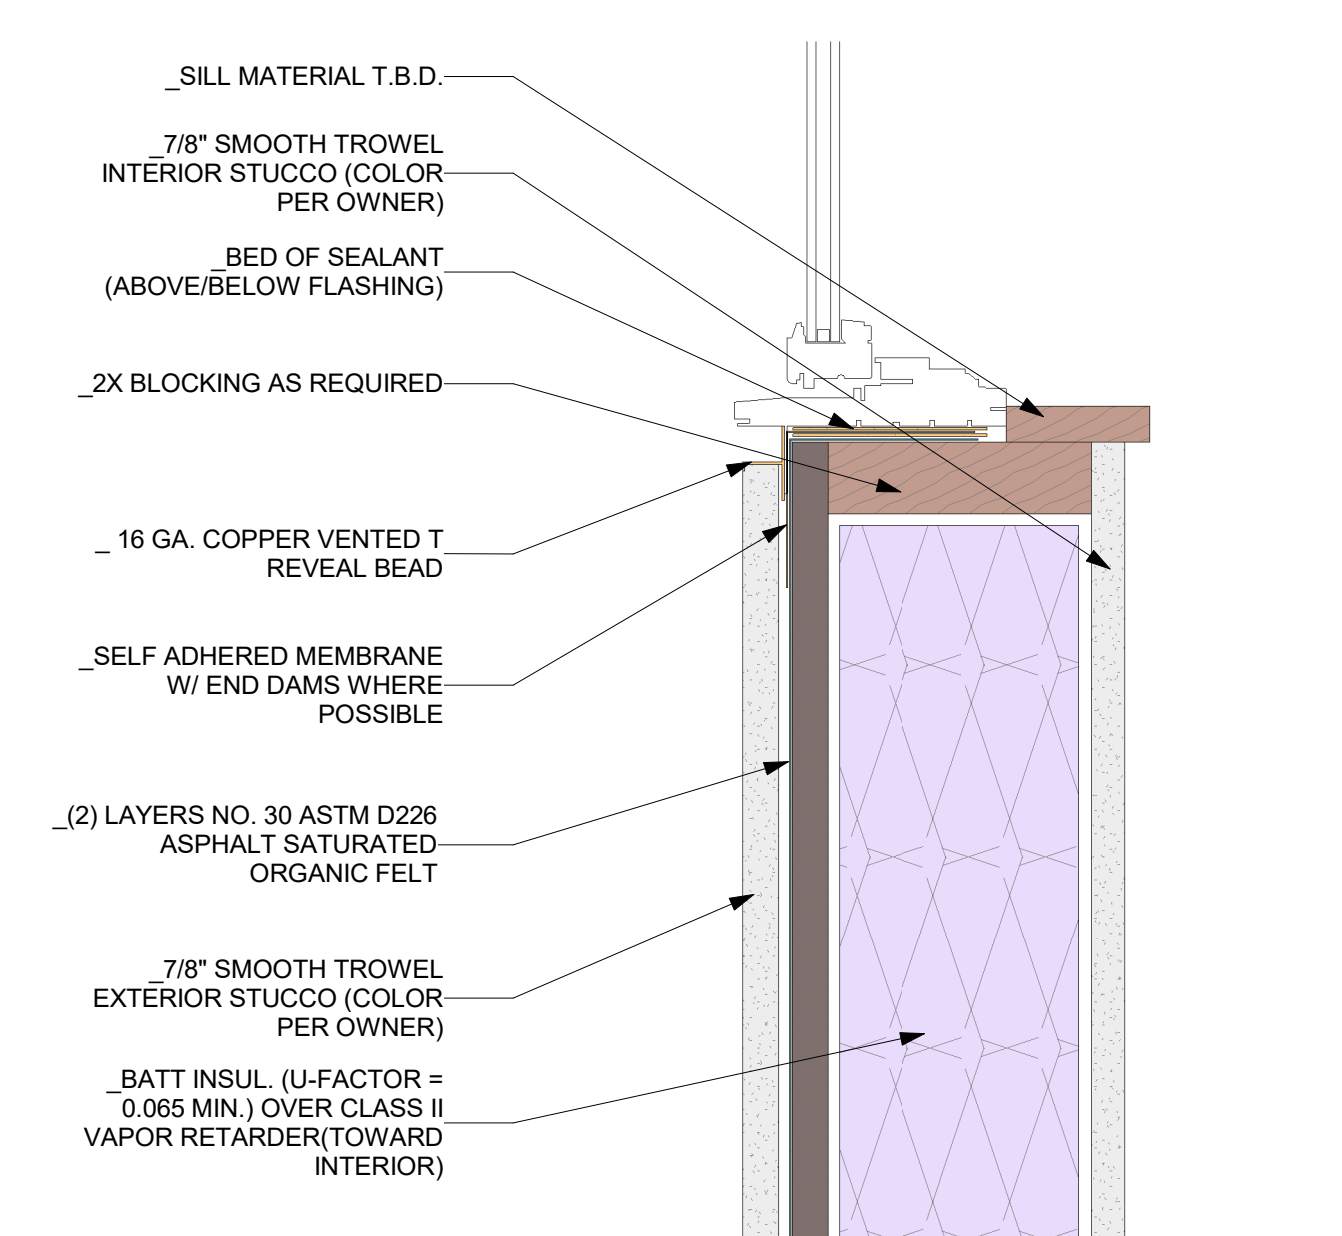 _SILL MATERIAL T.B.D.
_7/8" SMOOTH TROWEL
INTERIOR STUCCO (COLOR
PER OWNER)
_BED OF SEALANT
(ABOVE/BELOW FLASHING)
_2X BLOCKING AS REQUIRED
_ 16 GA. COPPER VENTED T
REVEAL BEAD
_SELF ADHERED MEMBRANE
W/ END DAMS WHERE
POSSIBLE
_(2) LAYERS NO. 30 ASTM D226
ASPHALT SATURATED
ORGANIC FELT
_7/8" SMOOTH TROWEL
EXTERIOR STUCCO (COLOR
PER OWNER)
_BATT INSUL. (U-FACTOR =
0.065 MIN.) OVER CLASS II
VAPOR RETARDER(TOWARD
INTERIOR)